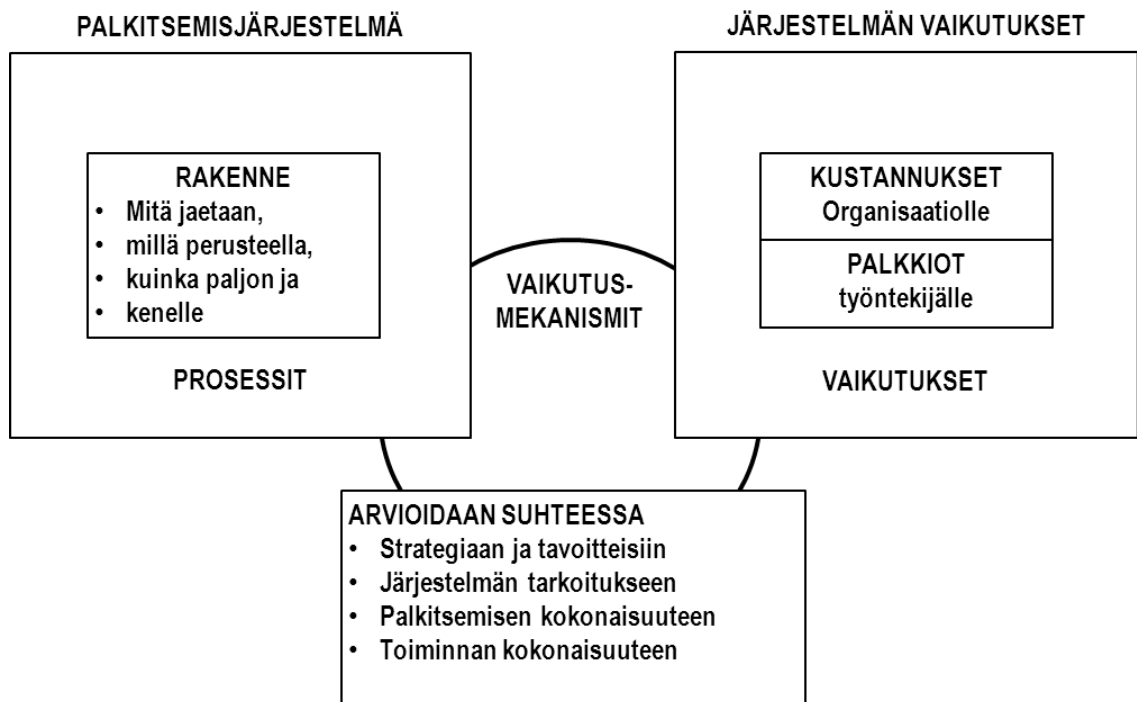 PALKITSEMISJÄRJESTELMÄ
RAKENNE
• Mitä jaetaan,
• millä perusteella,
• kuinka paljon ja
• kenelle
PROSESSIT
VAIKUTUS-
MEKANISMIT
JÄRJESTELMÄN VAIKUTUKSET
KUSTANNUKSET
Organisaatiolle
PALKKIOT
työntekijälle
VAIKUTUKSET
ARVIOIDAAN SUHTEESSA
• Strategiaan ja tavoitteisiin
• Järjestelmän tarkoitukseen
• Palkitsemisen kokonaisuuteen
• Toiminnan kokonaisuuteen